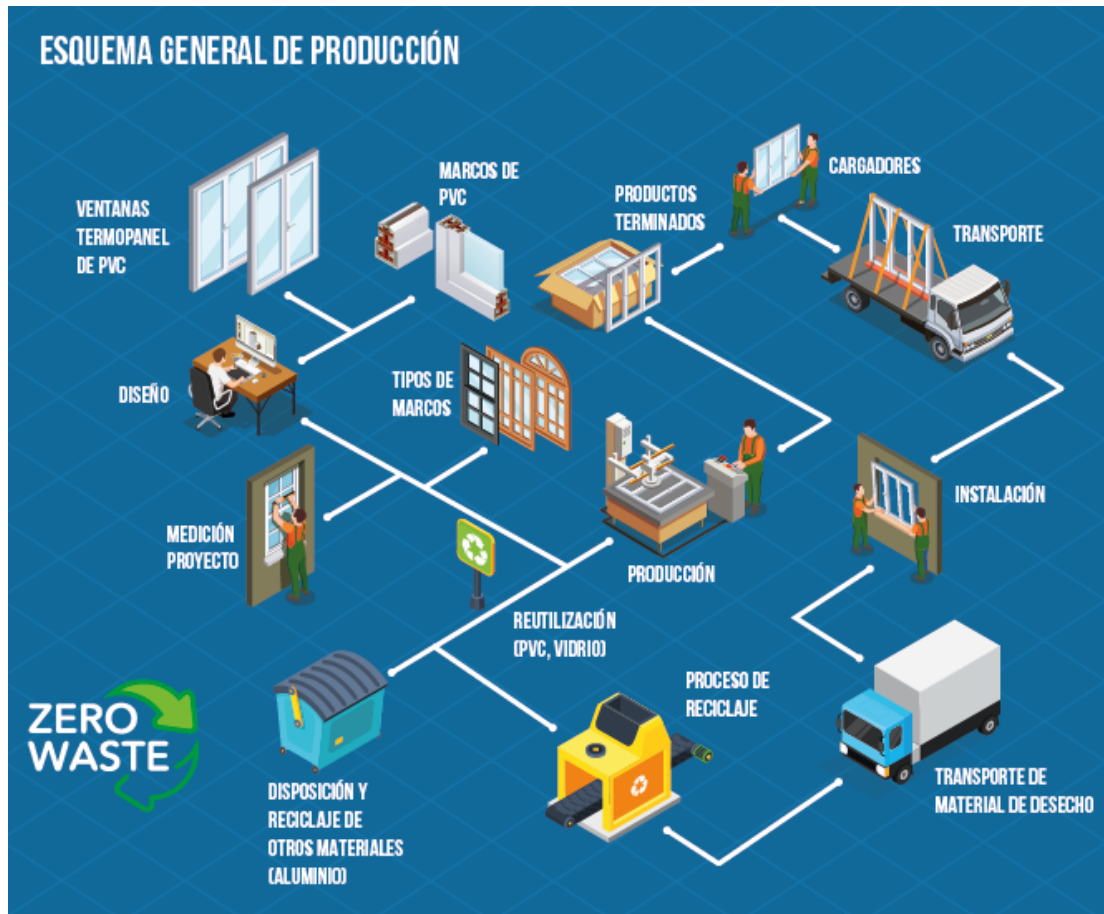 ESQUEMA GENERAL DE PRODUCCIÓN
VENTANAS
TERMOPANEL
DE PVC
MARCOS DE
PVC
PRODUCTOS
TERMINADOS
CARGADORES
TRANSPORTE
DISEÑO
TIPOS DE
MARCOS
MEDICIÓN
PROYECTO
PRODUCCIÓN
INSTALACIÓN
REUTILIZACIÓN
(PVC, VIDRIO)
PROCESO DE
RECICLAJE
ZERO
WASTE
DISPOSICIÓN Y
RECICLAJE DE
OTROS MATERIALES
(ALUMINIO)
TRANSPORTE DE
MATERIAL DE DESECHO